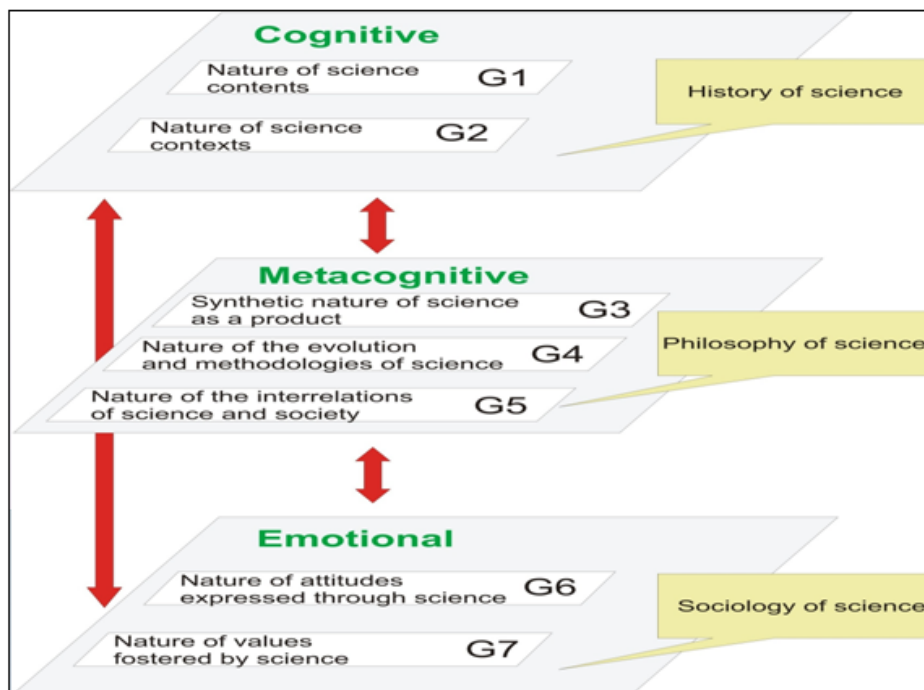 Cognitive
Nature of science
contents
G1
Nature of science
contexts
G2
History of science
Metacognitive
Synthetic nature of science
as a product
G3
Nature of the evolution
and methodologies of science
G4
Nature of the interrelations
of science and society
G5
Philosophy of science
Emotional
Nature of attitudes
expressed through science
G6
Nature of values
fostered by science
G7
Sociology of science